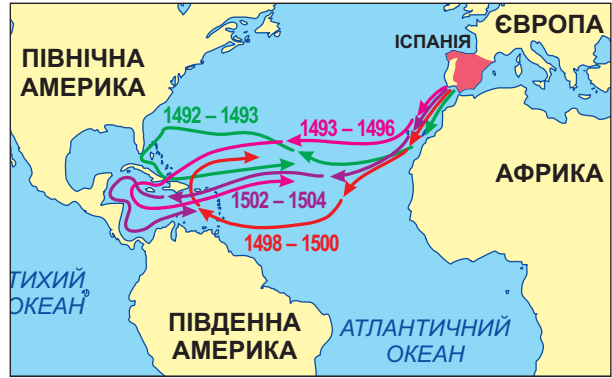 ПІВНІЧНА
АМЕРИКА
ІСПАНІЯ
ЄВРОПА
1492 – 1493
1493 – 1496
АФРИКА
1502 – 1504
1498 – 1500
ТИХИЙ
ОКЕАН
ПІВДЕННА
АМЕРИКА
АТЛАНТИЧНИЙ
ОКЕАН